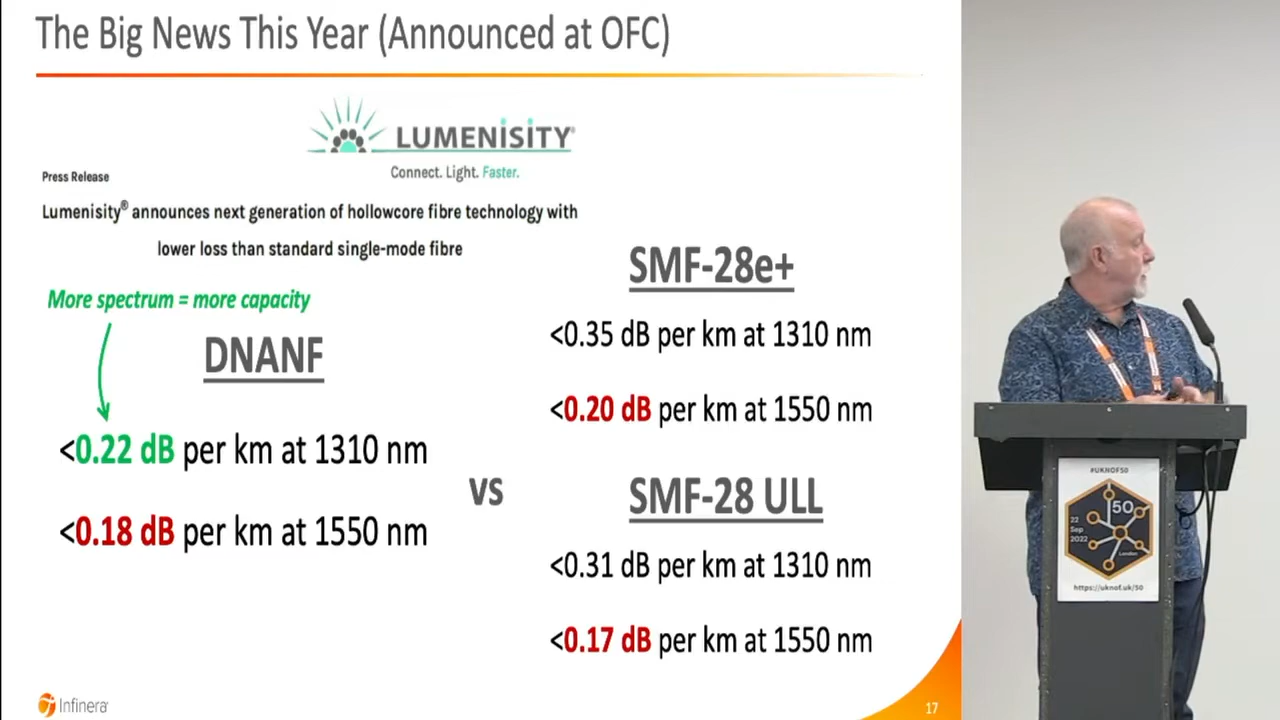 The Big News This Year (Announced at OFC)
LUMENISITY®
Connect. Light. Faster.
Press Release
Lumenisity® announces next generation of hollowcore fibre technology with
lower loss than standard single-mode fibre
More spectrum = more capacity
DNANF
<0.22 dB per km at 1310 nm
<0.18 dB per km at 1550 nm
vs
SMF-28e+
<0.35 dB per km at 1310 nm
<0.20 dB per km at 1550 nm
SMF-28 ULL
<0.31 dB per km at 1310 nm
<0.17 dB per km at 1550 nm
Infinera
17
#UKNOF50
50
22
Sep
2022
London
https://uknof.uk/50